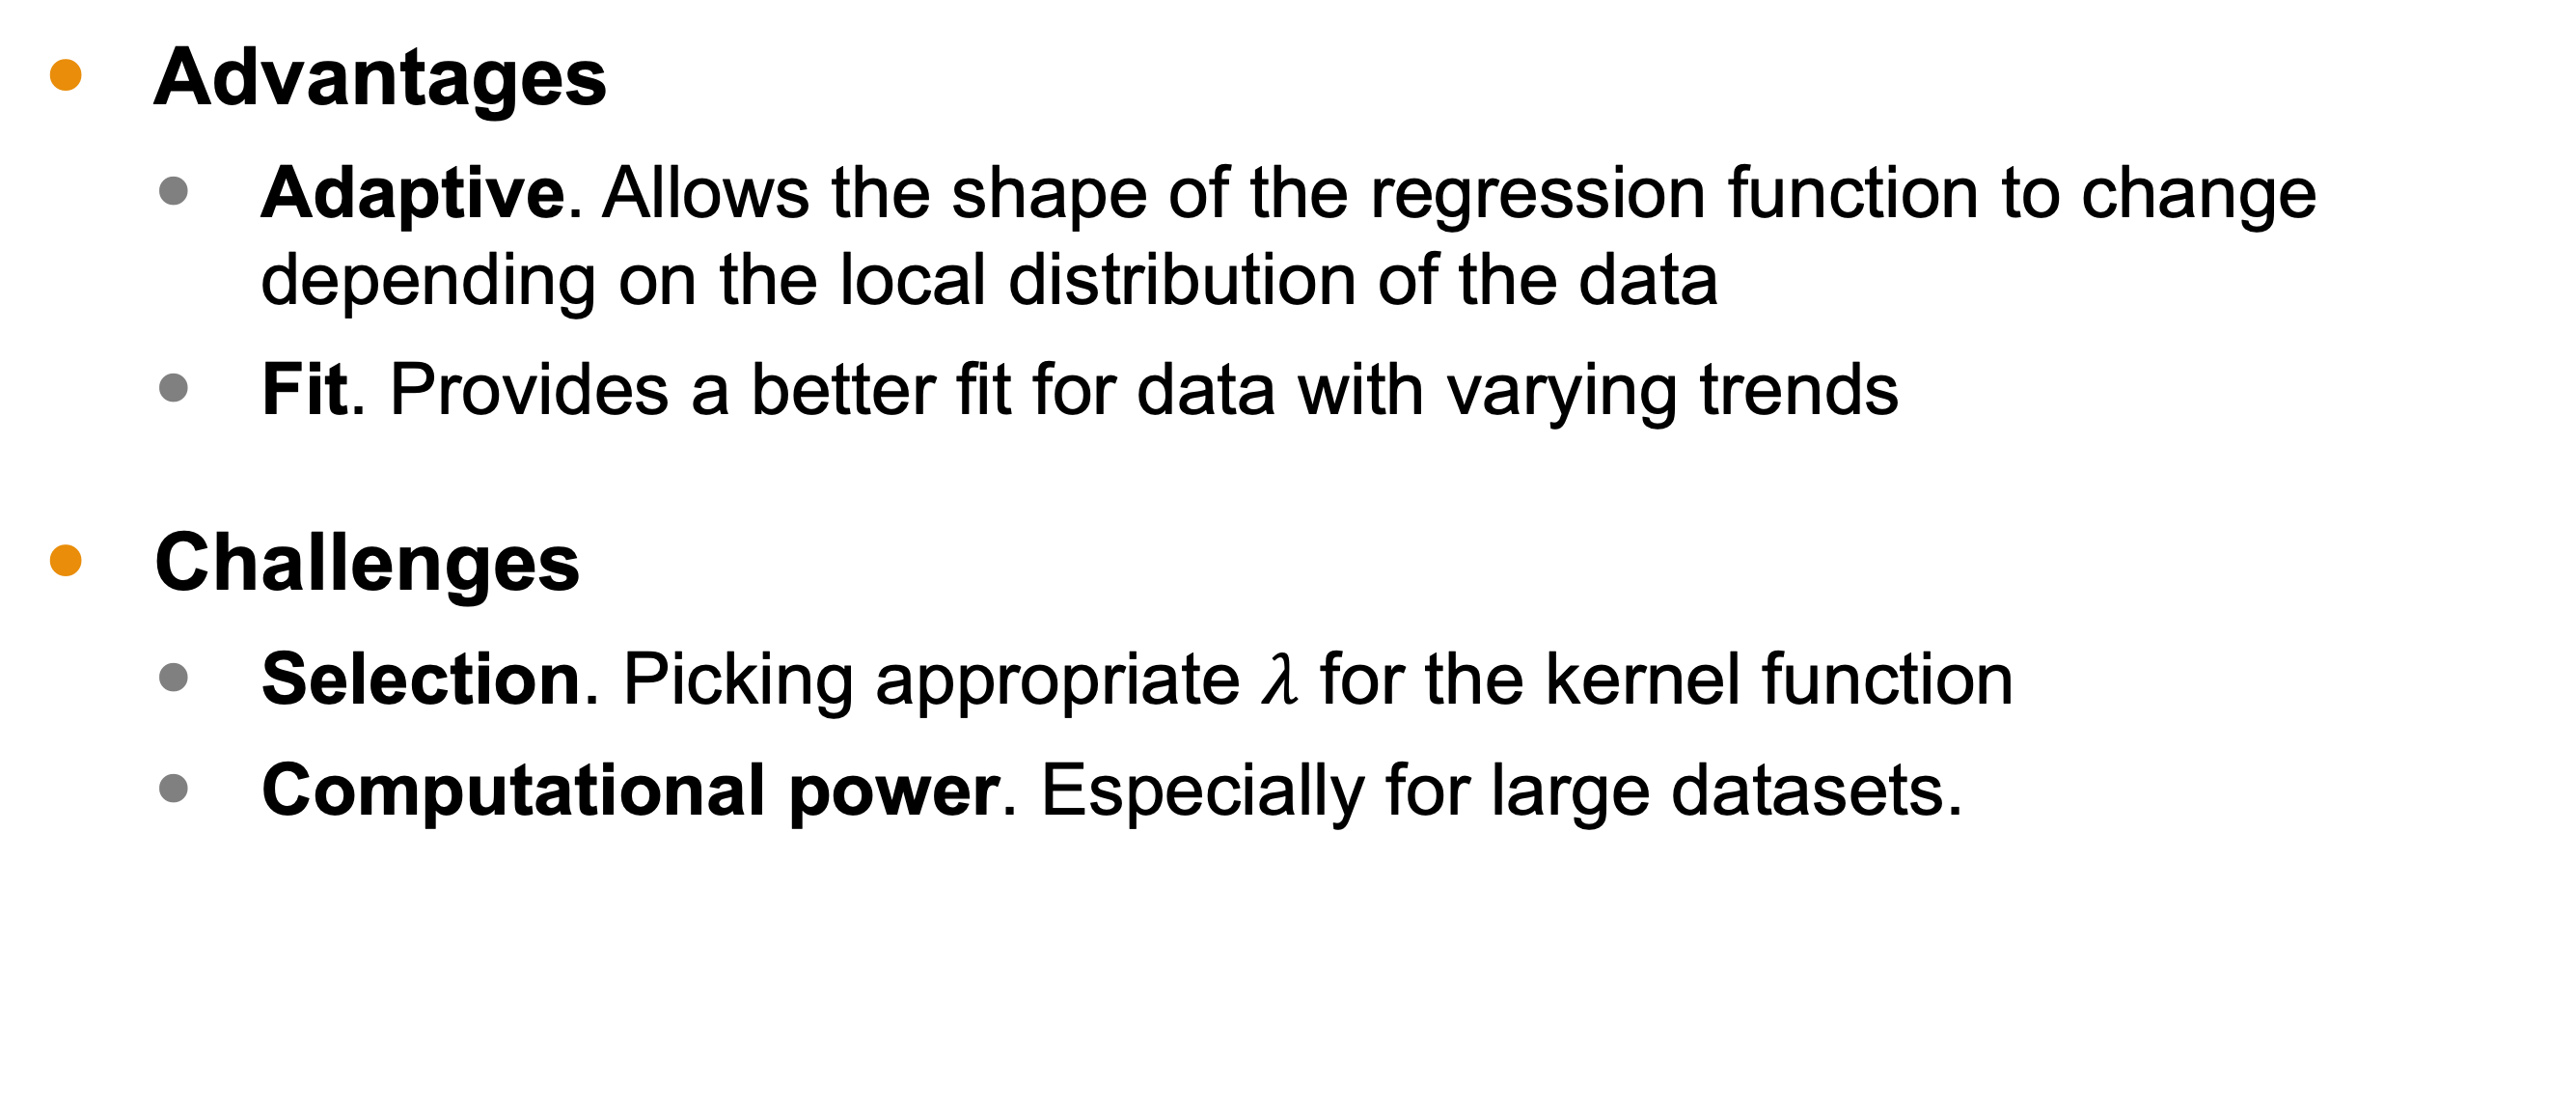 Advantages
Adaptive. Allows the shape of the regression function to change
depending on the local distribution of the data
Fit. Provides a better fit for data with varying trends
Challenges
Selection. Picking appropriate λ for the kernel function
Computational power. Especially for large datasets.